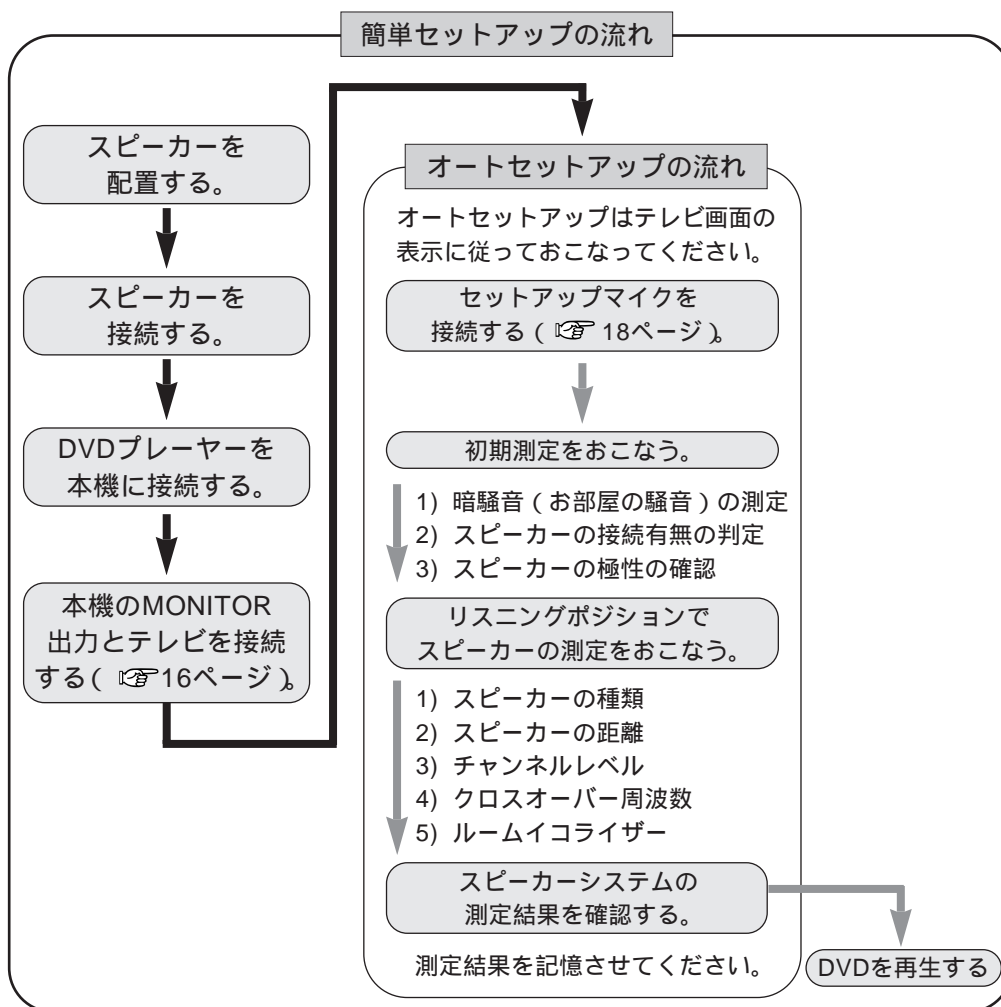 簡単セットアップの流れ
スピーカーを
配置する。
スピーカーを
接続する。
DVDプレーヤーを
本機に接続する。
本機のMONITOR
出力とテレビを接続
する(☞16ページ)。
オートセットアップの流れ
オートセットアップはテレビ画面の
表示に従っておこなってください。
セットアップマイクを
接続する(☞18ページ)。
初期測定をおこなう。
1) 暗騒音(お部屋の騒音)の測定
2) スピーカーの接続有無の判定
3) スピーカーの極性の確認
リスニングポジションで
スピーカーの測定をおこなう。
1) スピーカーの種類
2) スピーカーの距離
3) チャンネルレベル
4) クロスオーバー周波数
5) ルームイコライザー
スピーカーシステムの
測定結果を確認する。
測定結果を記憶させてください。
DVDを再生する